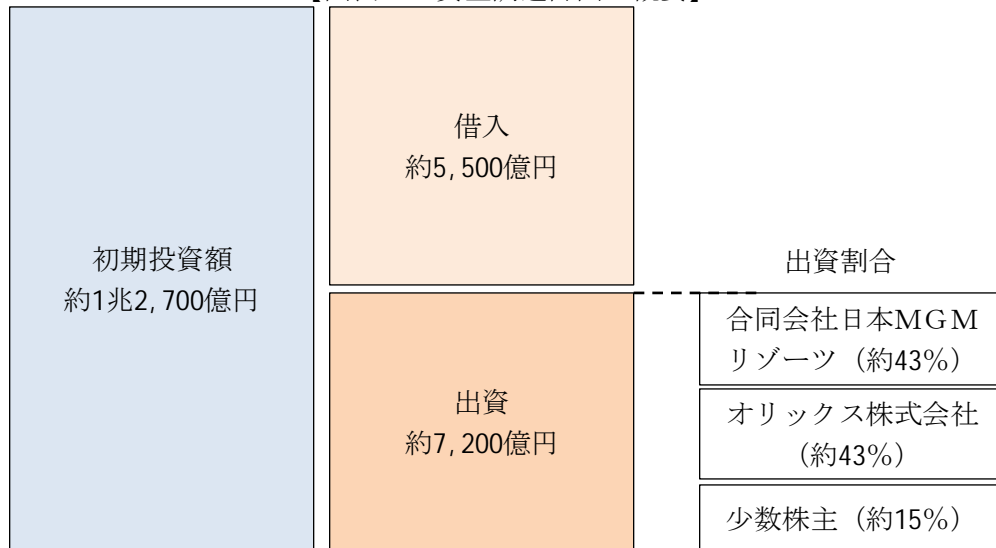 初期投資額
約1兆2,700億円
借入
約5,500億円
出資
約7,200億円
出資割合
合同会社日本MGM
リゾーツ（約43%）
オリックス株式会社
（約43%）
少数株主（約15%）